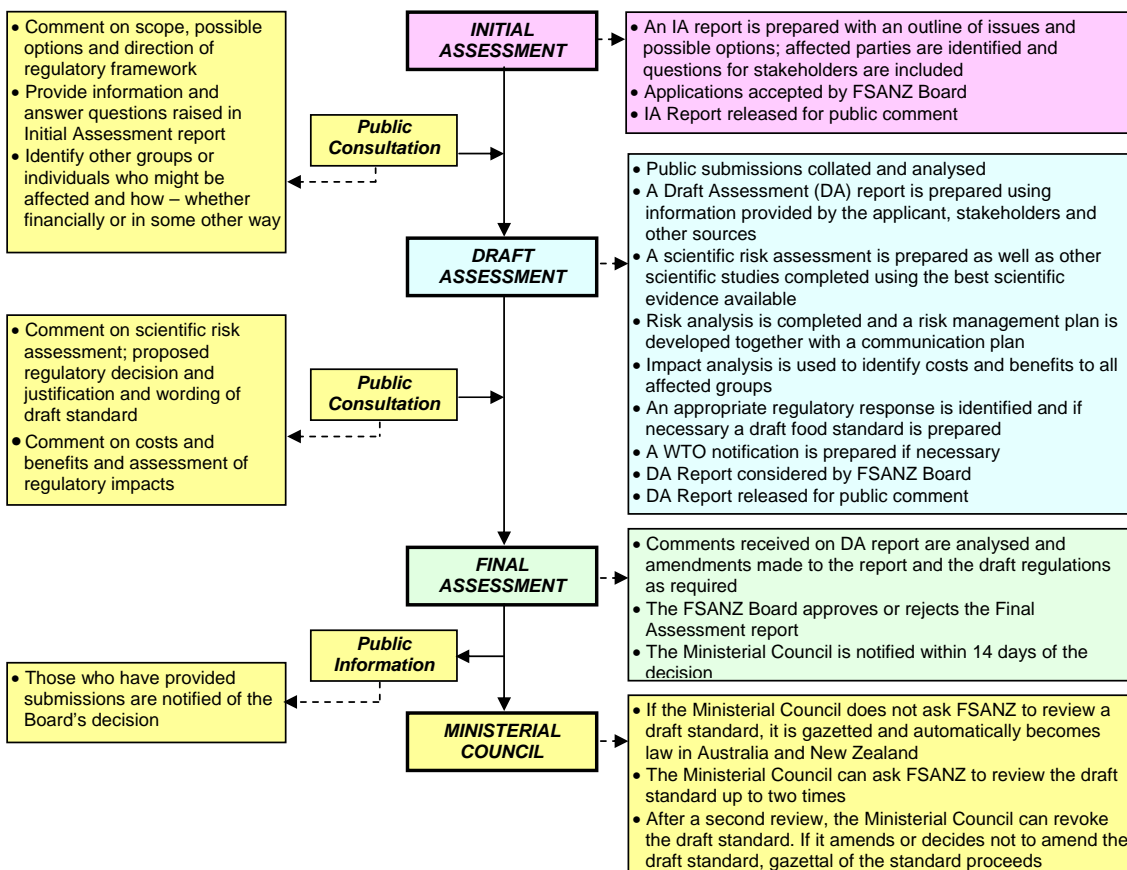 • Comment on scope, possible
options and direction of
regulatory framework
• Provide information and
answer questions raised in
Initial Assessment report
• Identify other groups or
individuals who might be
affected and how – whether
financially or in some other way
INITIAL
ASSESSMENT
• An IA report is prepared with an outline of issues and
possible options; affected parties are identified and
questions for stakeholders are included
• Applications accepted by FSANZ Board
• IA Report released for public comment
Public
Consultation
DRAFT
ASSESSMENT
• Public submissions collated and analysed
• A Draft Assessment (DA) report is prepared using
information provided by the applicant, stakeholders and
other sources
• A scientific risk assessment is prepared as well as other
scientific studies completed using the best scientific
evidence available
• Risk analysis is completed and a risk management plan is
developed together with a communication plan
• Impact analysis is used to identify costs and benefits to all
affected groups
• An appropriate regulatory response is identified and if
necessary a draft food standard is prepared
• A WTO notification is prepared if necessary
• DA Report considered by FSANZ Board
• DA Report released for public comment
• Comment on scientific risk
assessment; proposed
regulatory decision and
justification and wording of
draft standard
• Comment on costs and
benefits and assessment of
regulatory impacts
Public
Consultation
FINAL
ASSESSMENT
• Comments received on DA report are analysed and
amendments made to the report and the draft regulations
as required
• The FSANZ Board approves or rejects the Final
Assessment report
• The Ministerial Council is notified within 14 days of the
decision
Public
Information
• Those who have provided
submissions are notified of the
Board's decision
MINISTERIAL
COUNCIL
• If the Ministerial Council does not ask FSANZ to review a
draft standard, it is gazetted and automatically becomes
law in Australia and New Zealand
• The Ministerial Council can ask FSANZ to review the draft
standard up to two times
• After a second review, the Ministerial Council can revoke
the draft standard. If it amends or decides not to amend the
draft standard, gazettal of the standard proceeds